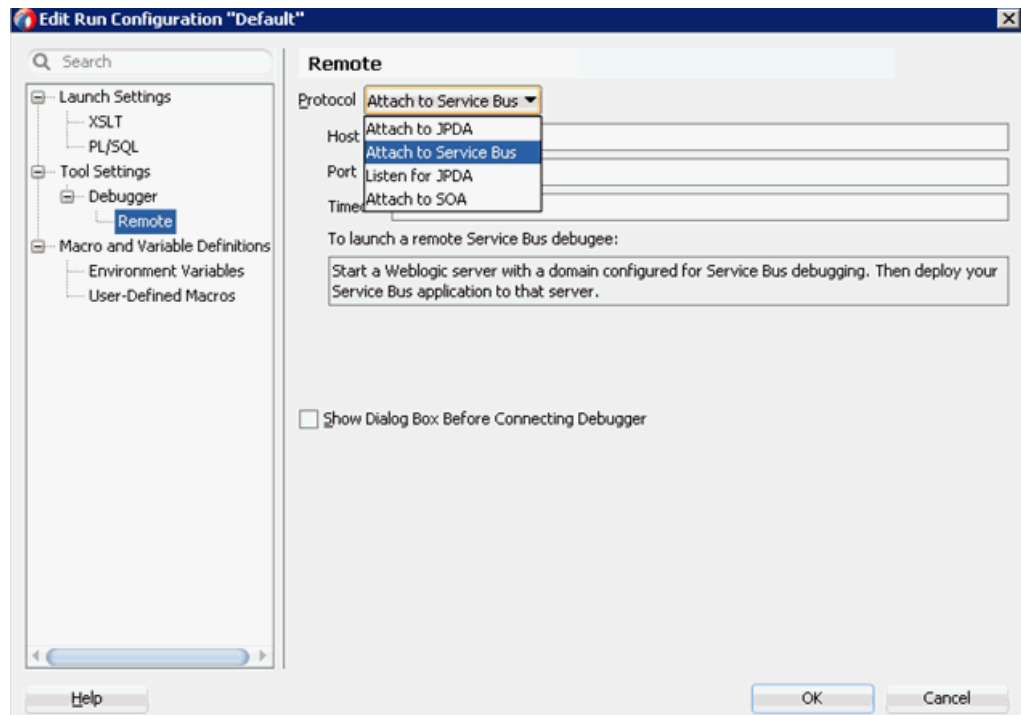 Edit Run Configuration "Default"
Search
Launch Settings
XSLT
PL/SQL
Tool Settings
Debugger
Remote
Macro and Variable Definitions
Environment Variables
User-Defined Macros
Remote
Protocol Attach to Service Bus
Attach to JPDA
Host
Attach to Service Bus
Port
Listen for JPDA
Attach to SOA
To launch a remote Service Bus debugee:
Start a Weblogic server with a domain configured for Service Bus debugging. Then deploy your
Service Bus application to that server.
Show Dialog Box Before Connecting Debugger
Help
OK
Cancel